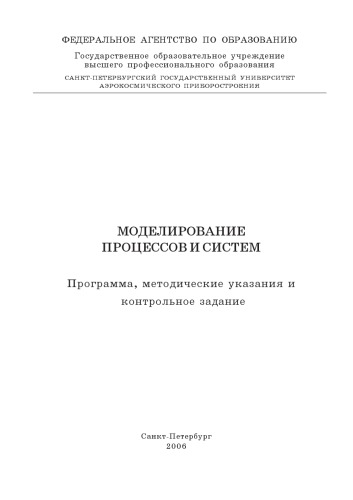 ФЕДЕРАЛЬНОЕ АГЕНТСТВО ПО ОБРАЗОВАНИЮ
Государственное образовательное учреждение
высшего профессионального образования
САНКТ-ПЕТЕРБУРГСКИЙ ГОСУДАРСТВЕННЫЙ УНИВЕРСИТЕТ
АЭРОКОСМИЧЕСКОГО ПРИБОРОСТРОЕНИЯ
МОДЕЛИРОВАНИЕ
ПРОЦЕССОВ И СИСТЕМ
Программа, методические указания и
контрольное задание
Санкт-Петербург
2006